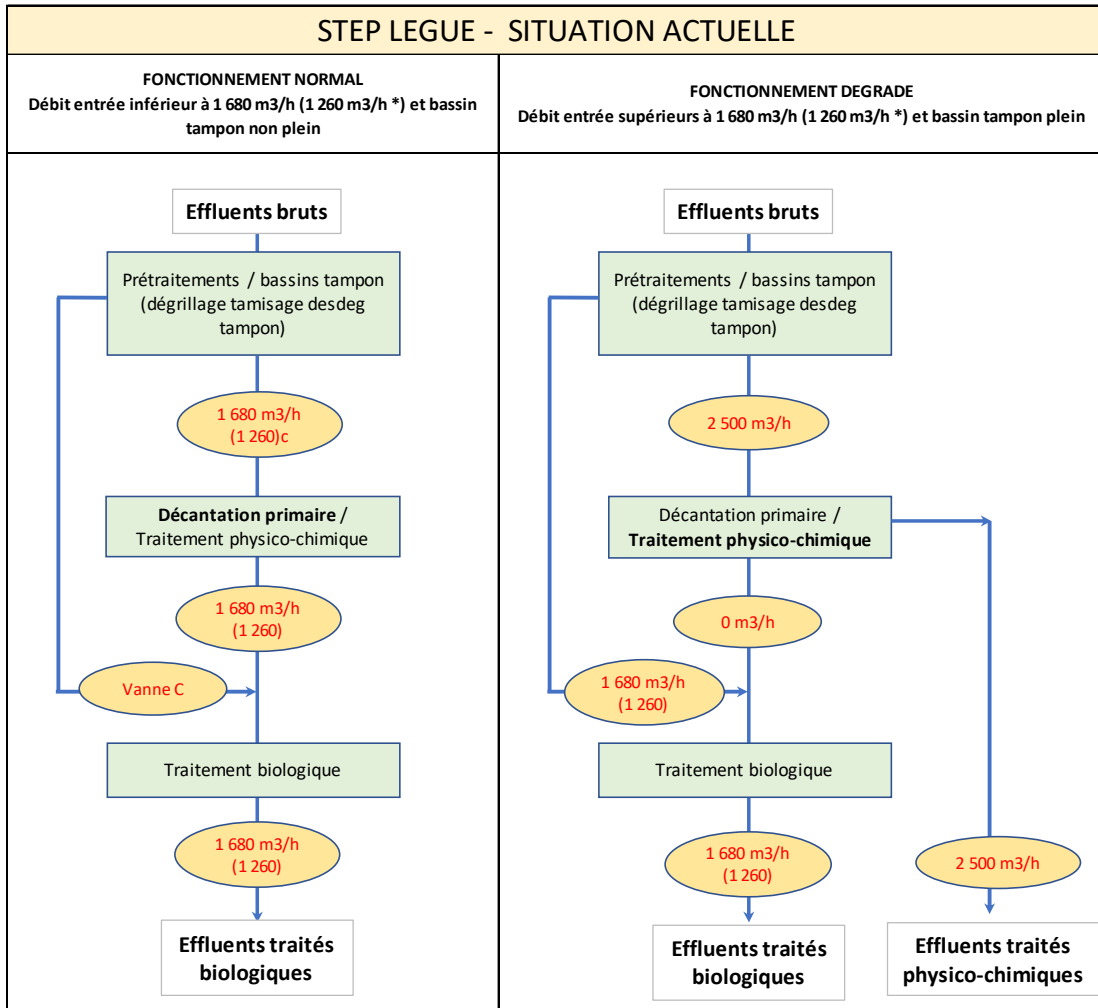 STEP LEGUE - SITUATION ACTUELLE
FONCTIONNEMENT NORMAL
Débit entrée inférieur à 1 680 m3/h (1 260 m3/h *) et bassin
tampon non plein
Effluents bruts
Prétraitements / bassins tampon
(dégrillage tamisage desdeg
tampon)
1 680 m3/h
(1 260)c
Décantation primaire /
Traitement physico-chimique
1 680 m3/h
(1 260)
Vanne C
Traitement biologique
1 680 m3/h
(1 260)
Effluents traités
biologiques
FONCTIONNEMENT DEGRADE
Débit entrée supérieurs à 1 680 m3/h (1 260 m3/h *) et bassin tampon plein
Effluents bruts
Prétraitements / bassins tampon
(dégrillage tamisage desdeg
tampon)
2 500 m3/h
Décantation primaire /
Traitement physico-chimique
0 m3/h
1 680 m3/h
(1 260)
Traitement biologique
1 680 m3/h
(1 260)
2 500 m3/h
Effluents traités
biologiques
Effluents traités
physico-chimiques